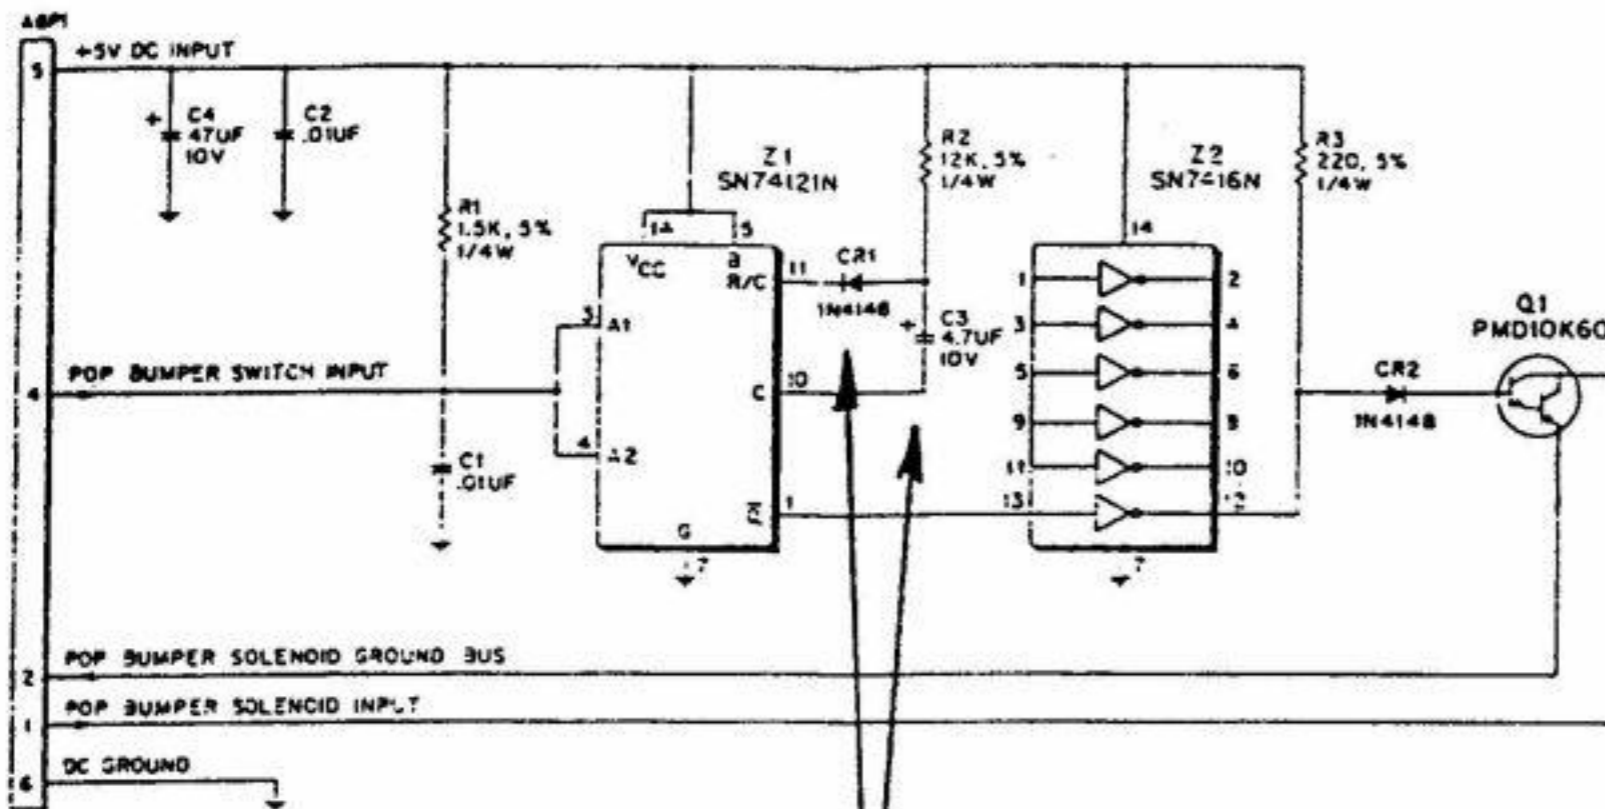 A8P1
5
+5V DC INPUT
+
C4
47UF
10V
C2
.01UF
R1
1.5K, 5%
1/4W
Z1
SN74121N
14
5
VCC
B
R/C
11
CR1
1N4148
R2
12K, 5%
1/4W
+
C3
4.7UF
10V
Z2
SN7416N
14
R3
220, 5%
1/4W
Q1
PMD10K60
CR2
1N4148
3
A1
4
POP BUMPER SWITCH INPUT
10
C
4
A2
C1
.01UF
1
G
7
1
2
3
4
5
6
9
8
11
10
13
12
7
2
POP BUMPER SOLENOID GROUND BUS
1
POP BUMPER SOLENOID INPUT
6
DC GROUND